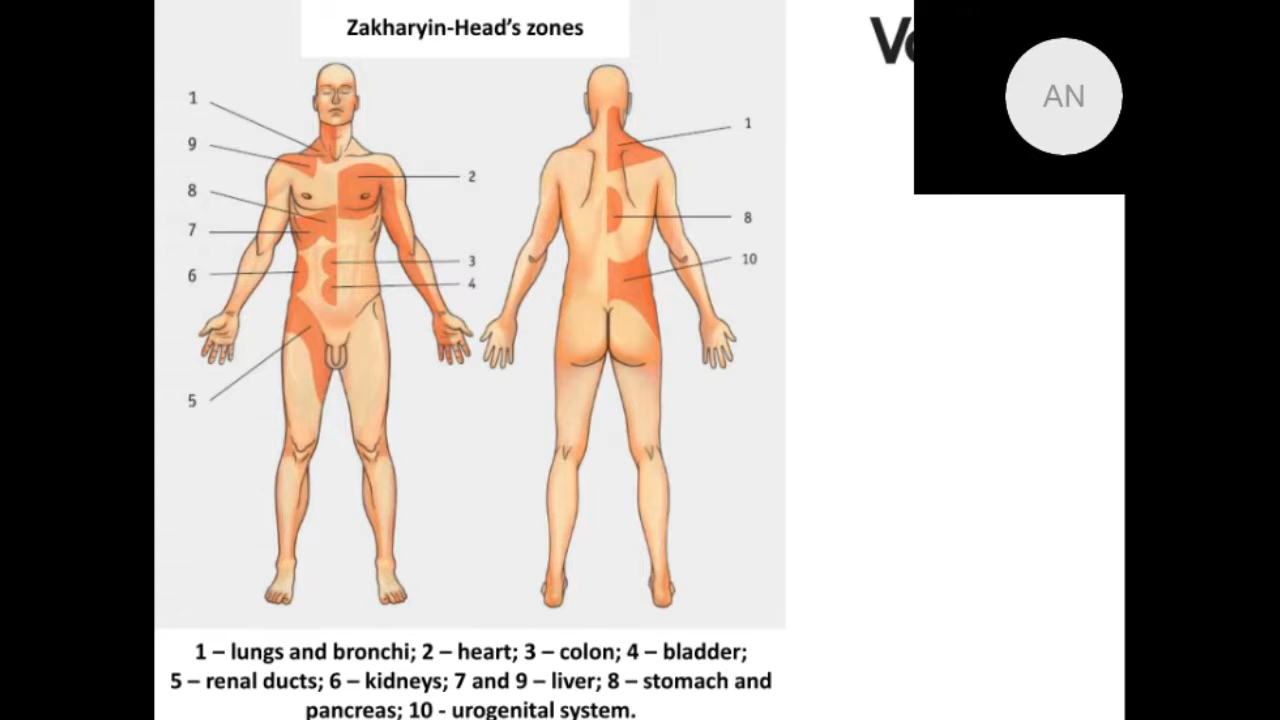 Zakharyin-Head's zones
AN
1
9
8
7
6
5
2
3
4
1
8
10
1 – lungs and bronchi; 2 – heart; 3 – colon; 4 – bladder;
5 – renal ducts; 6 – kidneys; 7 and 9 – liver; 8 – stomach and
pancreas; 10 - urogenital system.